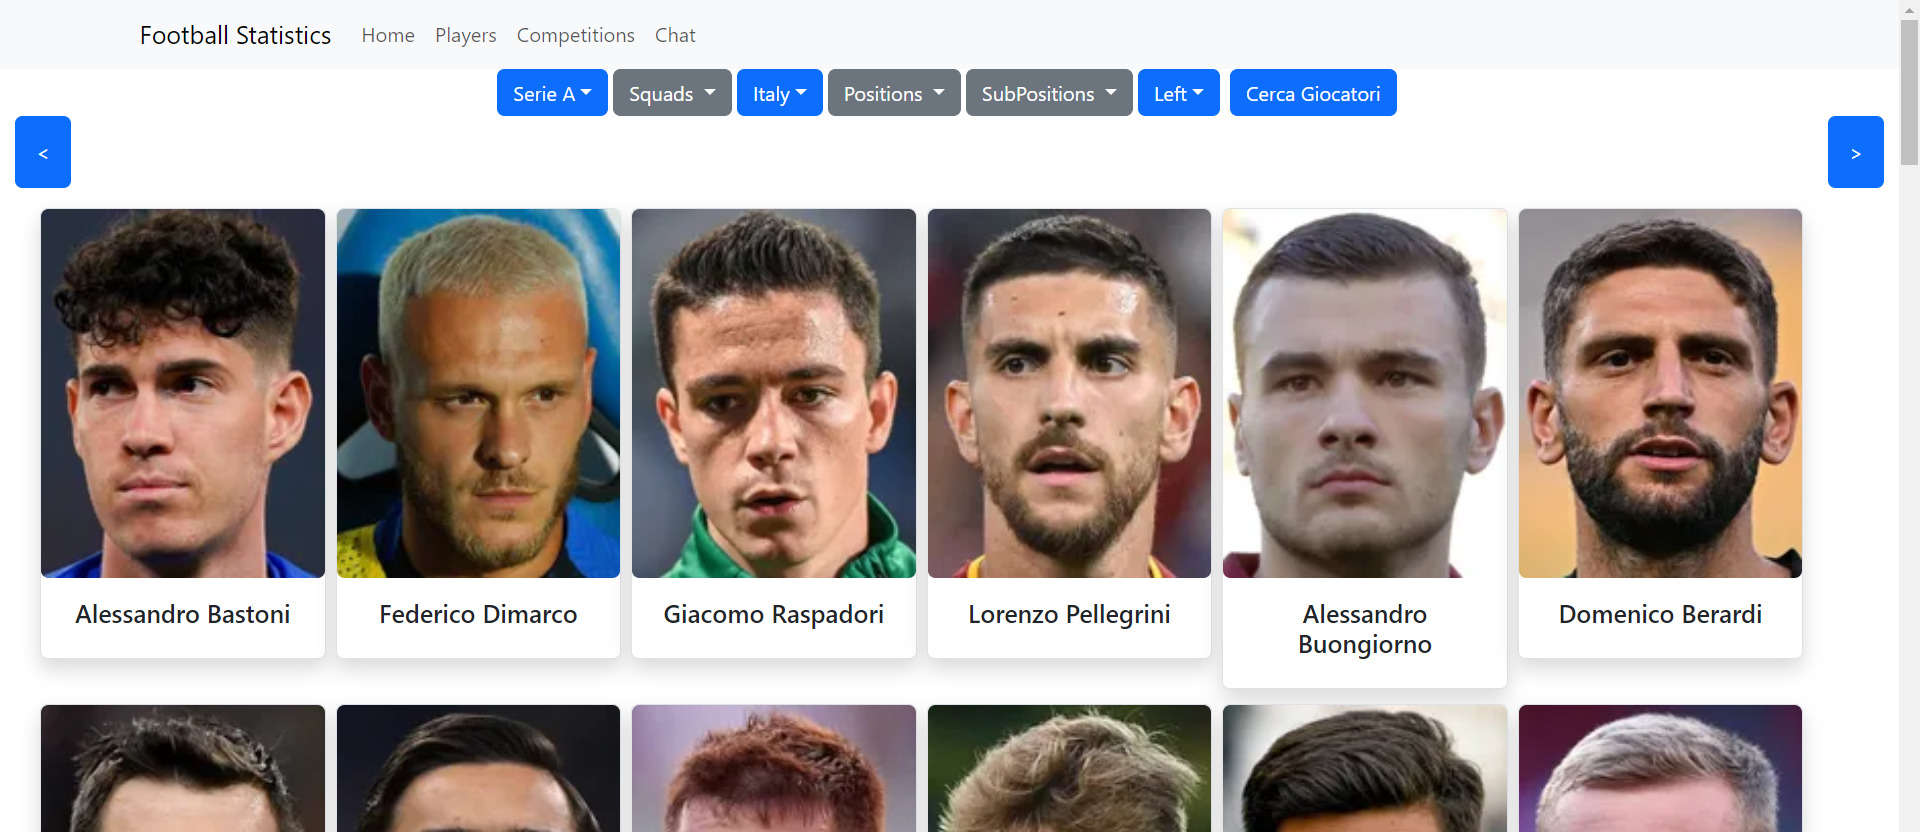 Football Statistics Home Players Competitions Chat
Serie A Squads Italy Positions SubPositions Left Cerca Giocatori
< >
Alessandro Bastoni Federico Dimarco Giacomo Raspadori Lorenzo Pellegrini Alessandro Buongiorno Domenico Berardi